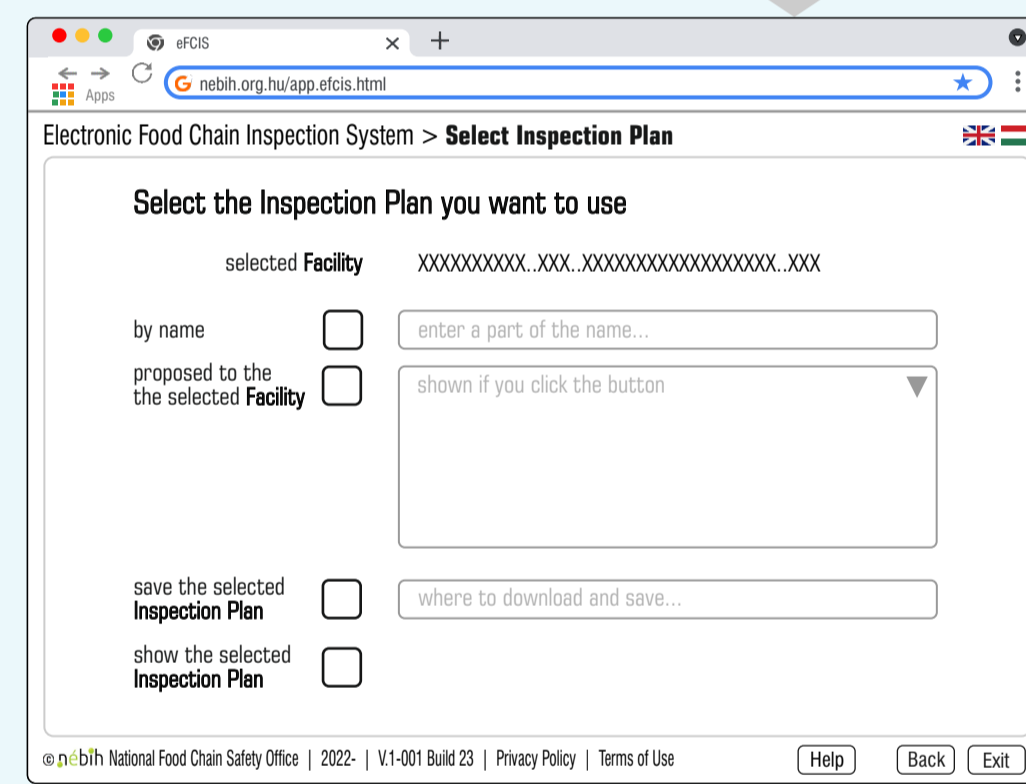 eFCIS
Apps
nebih.org.hu/app.efcis.html
Electronic Food Chain Inspection System > Select Inspection Plan
Select the Inspection Plan you want to use
selected Facility XXXXXXXXXX..XXX..XXXXXXXXXXXXXXXXXX..XXX
by name enter a part of the name...
proposed to the
the selected Facility
shown if you click the button
save the selected
Inspection Plan
where to download and save...
show the selected
Inspection Plan
© nébih National Food Chain Safety Office | 2022- | V.1-001 Build 23 | Privacy Policy | Terms of Use Help Back Exit